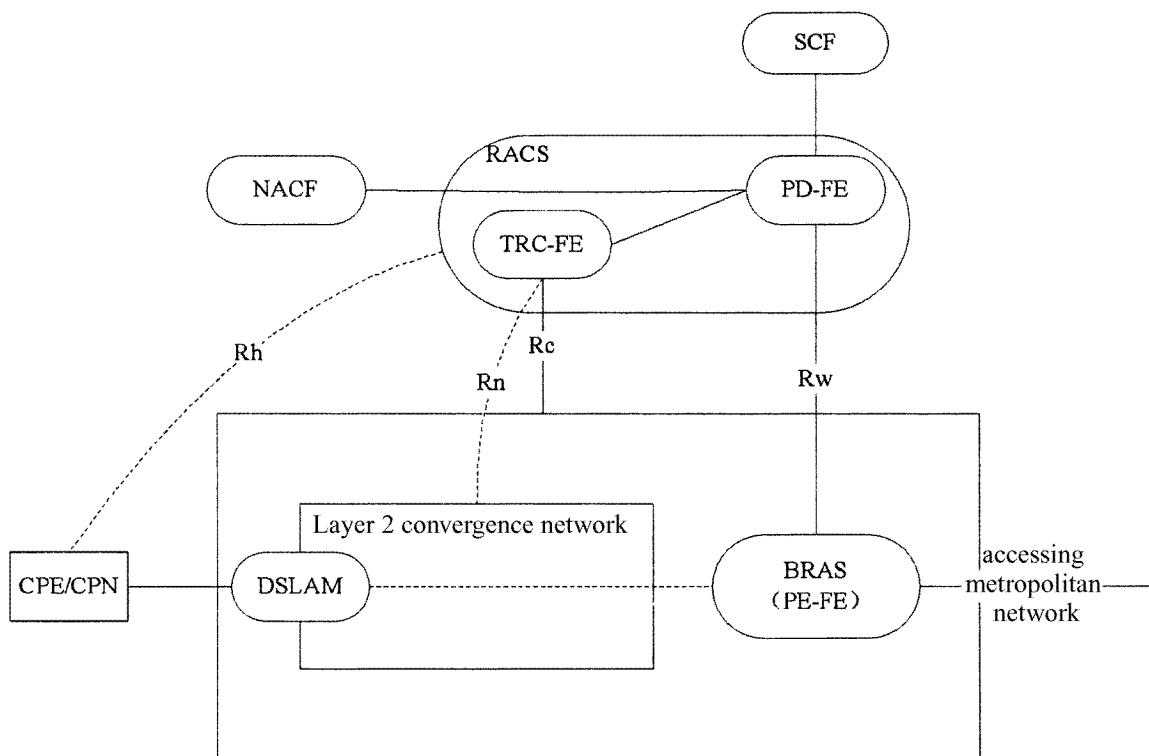 SCF
RACS
NACF
PD-FE
TRC-FE
Rh
Rc
Rn
Rw
Layer 2 convergence network
CPE/CPN
DSLAM
BRAS
（PE-FE）
accessing
metropolitan
network